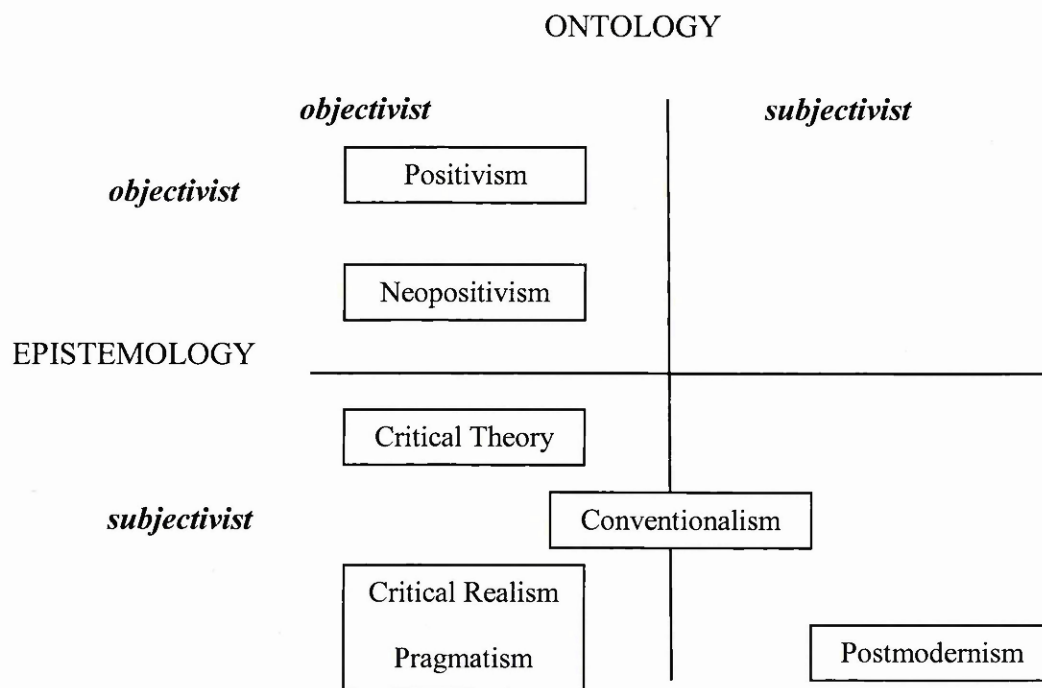 ONTOLOGY
objectivist subjectivist
Positivism
objectivist
Neopositivism
EPISTEMOLOGY
Critical Theory
subjectivist
Conventionalism
Critical Realism
Pragmatism
Postmodernism